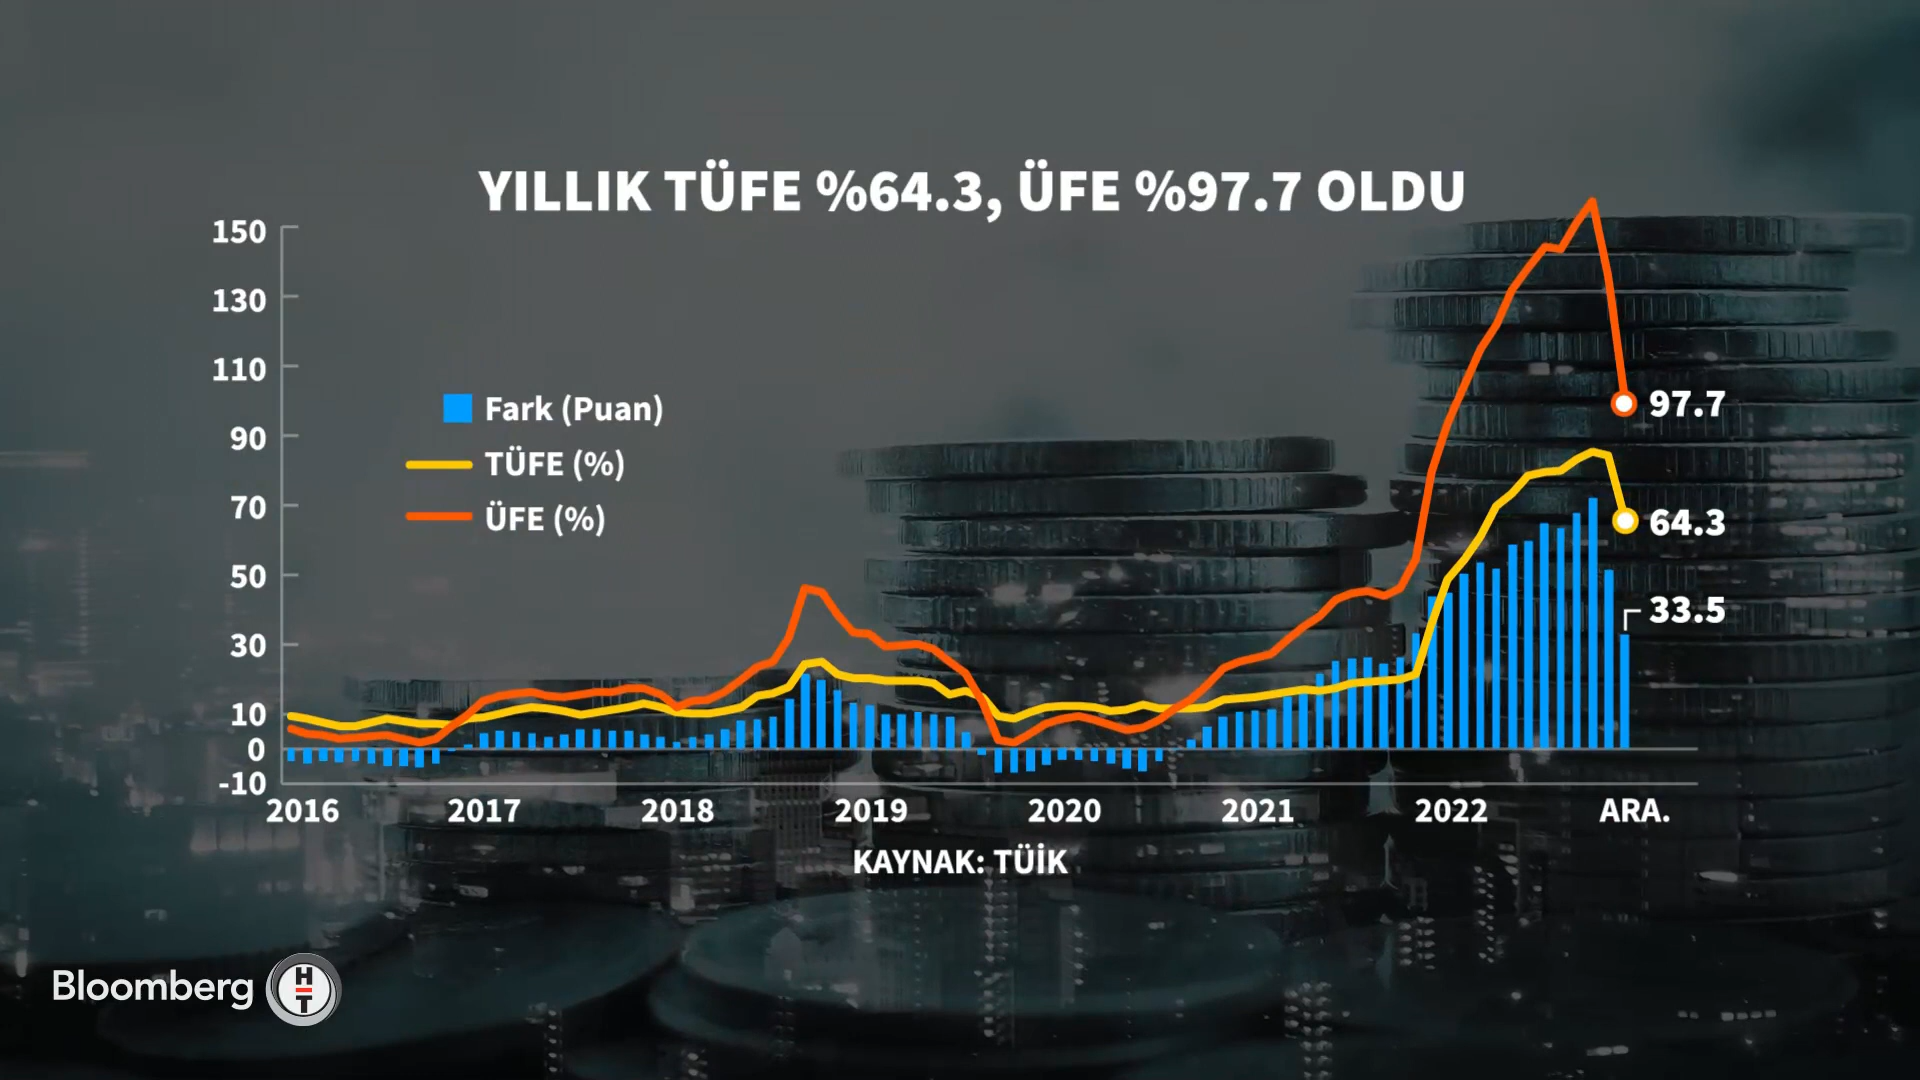 YILLIK TÜFE %64.3, ÜFE %97.7 OLDU
150
130
110
90
70
50
30
10
0
-10
Fark (Puan)
TÜFE (%)
ÜFE (%)
97.7
64.3
33.5
2016 2017 2018 2019 2020 2021 2022 ARA.
KAYNAK: TÜİK
Bloomberg HT